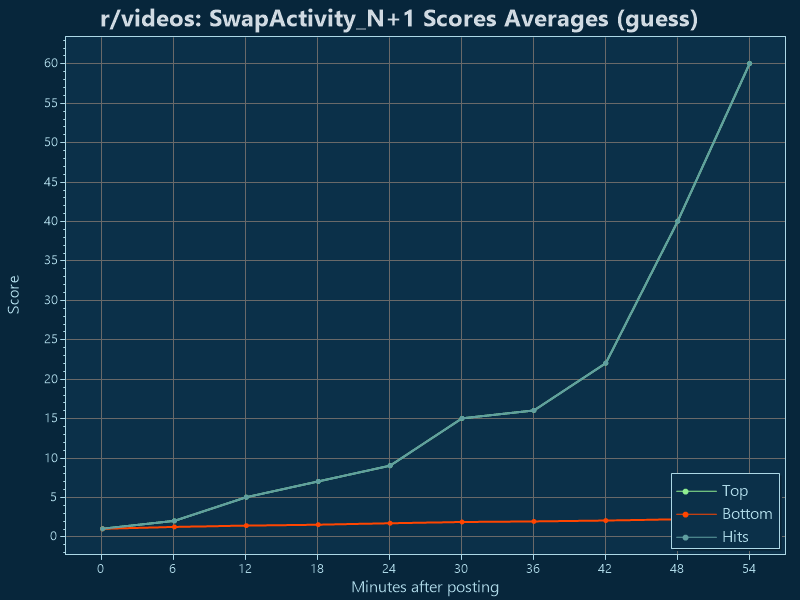 r/videos: SwapActivity_N+1 Scores Averages (guess)
60
55
50
45
40
35
30
25
20
15
10
5
0
Score
0 6 12 18 24 30 36 42 48 54
Minutes after posting
Top
Bottom
Hits